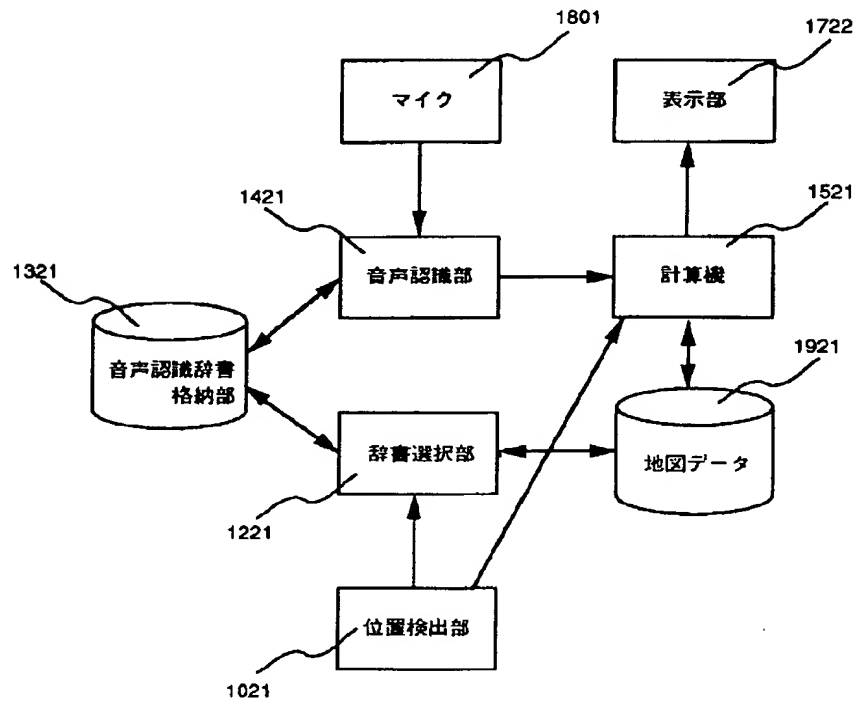 1801
1722
マイク
表示部
1421
1521
1321
音声認識部
計算機
音声認識辞書
格納部
1921
辞書選択部
地図データ
1221
位置検出部
1021